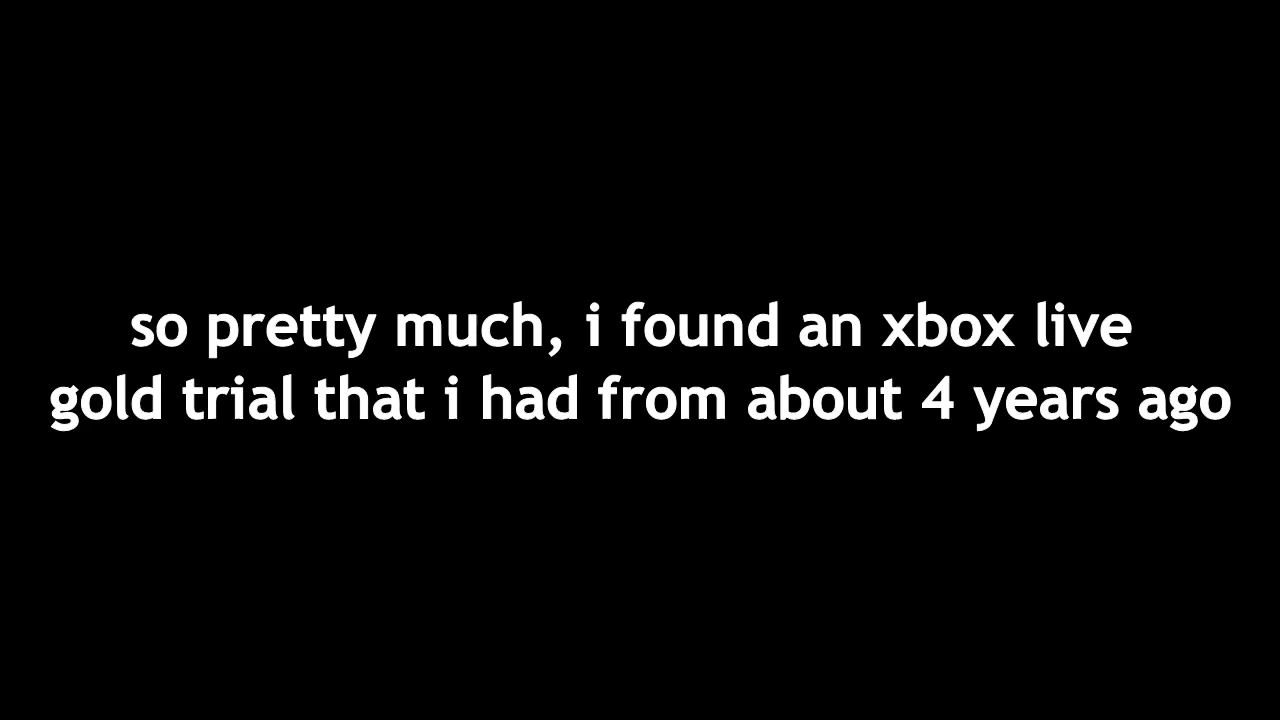 so pretty much, i found an xbox live
gold trial that i had from about 4 years ago